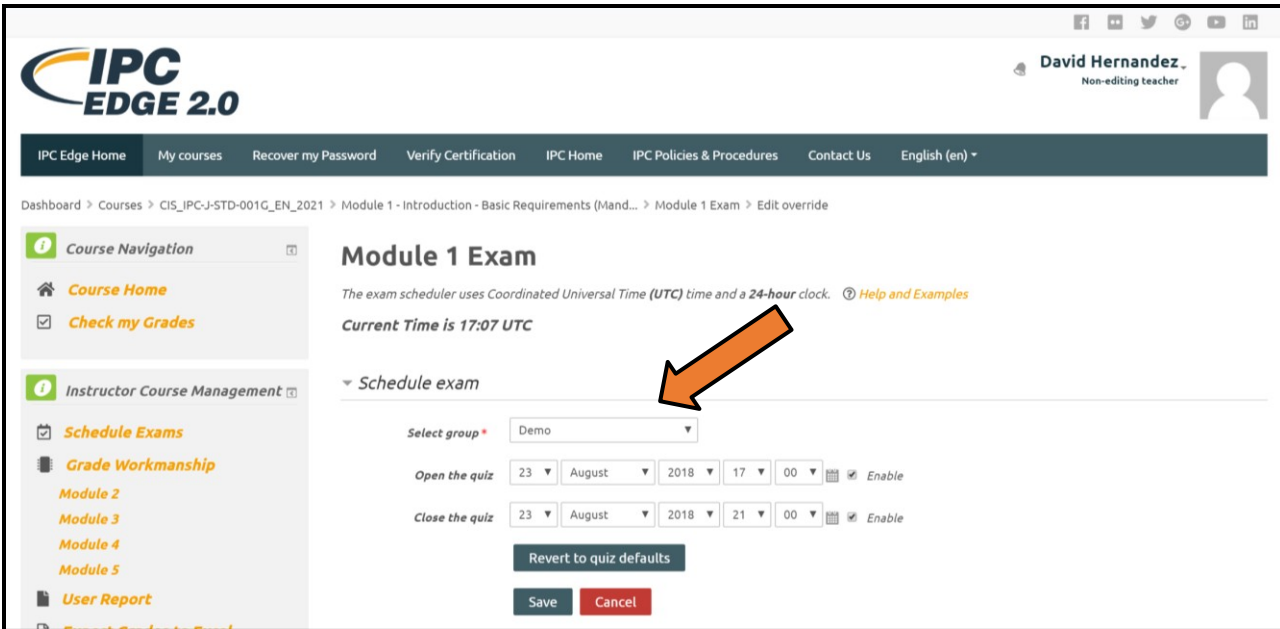 IPC
EDGE 2.0
David Hernandez
Non-editing teacher
IPC Edge Home My courses Recover my Password Verify Certification IPC Home IPC Policies & Procedures Contact Us English (en)
Dashboard > Courses > CIS_IPC-J-STD-001G_EN_2021 > Module 1 - Introduction - Basic Requirements (Mand... > Module 1 Exam > Edit override
Course Navigation
Course Home
Check my Grades
Instructor Course Management
Schedule Exams
Grade Workmanship
Module 2
Module 3
Module 4
Module 5
User Report
Export Grades to Excel
Module 1 Exam
The exam scheduler uses Coordinated Universal Time (UTC) time and a 24-hour clock. Help and Examples
Current Time is 17:07 UTC
Schedule exam
Select group* Demo
Open the quiz 23 August 2018 17 00 Enable
Close the quiz 23 August 2018 21 00 Enable
Revert to quiz defaults
Save Cancel